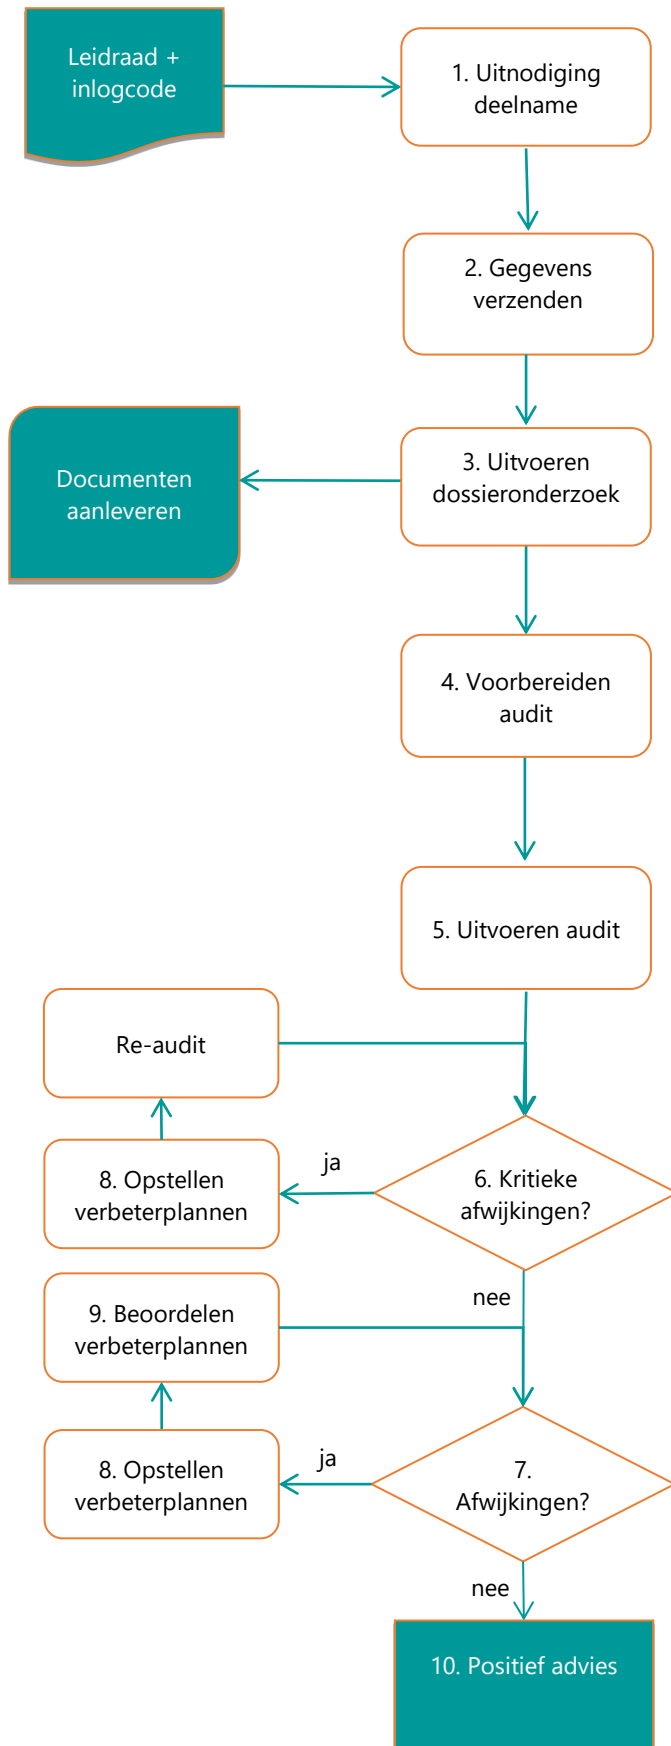 Leidraad +
inlogcode
1. Uitnodiging
deelname
2. Gegevens
verzenden
Documenten
aanleveren
3. Uitvoeren
dossieronderzoek
4. Voorbereiden
audit
5. Uitvoeren audit
Re-audit
8. Opstellen
verbeterplannen
ja
6. Kritieke
afwijkingen?
nee
9. Beoordelen
verbeterplannen
8. Opstellen
verbeterplannen
ja
7.
Afwijkingen?
nee
10. Positief advies